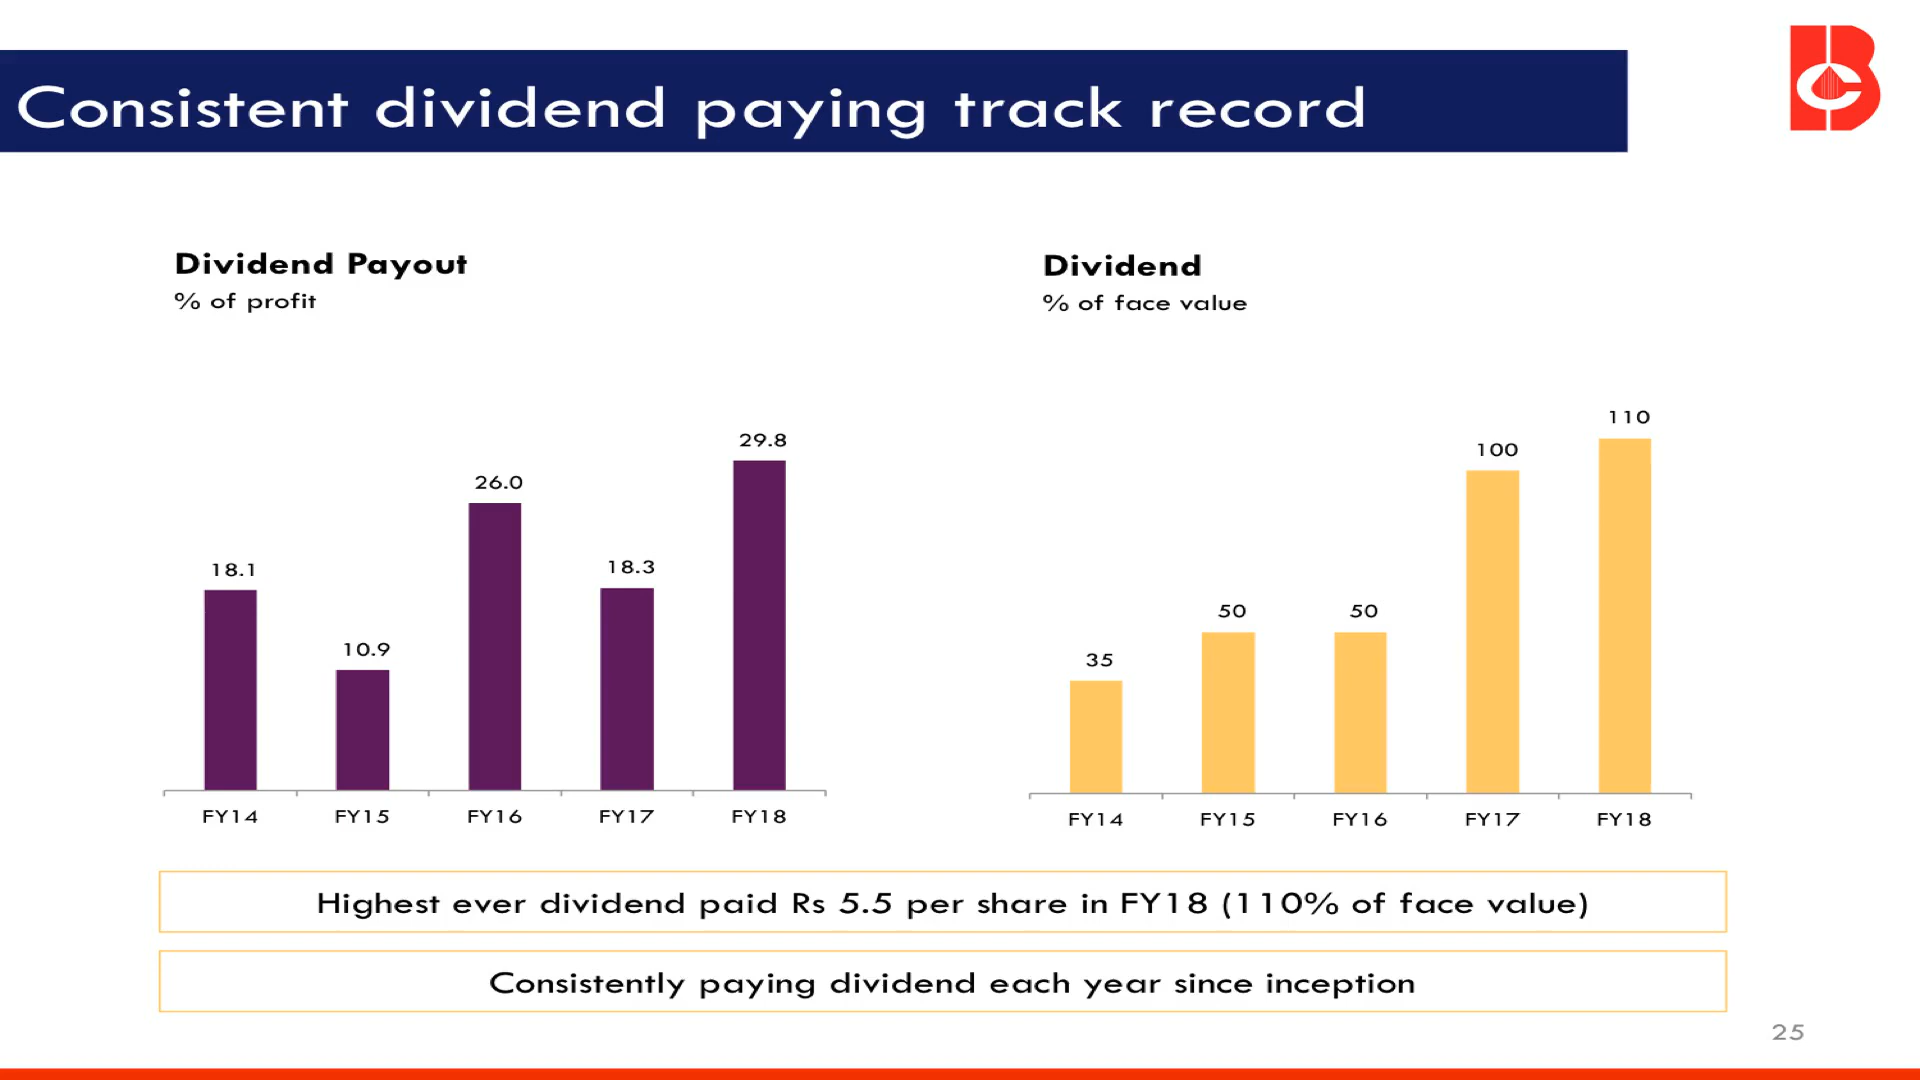 Consistent dividend paying track record
Dividend Payout
% of profit
18.1
10.9
26.0
18.3
29.8
FY14
FY15
FY16
FY17
FY18
Dividend
% of face value
35
50
50
100
110
FY14
FY15
FY16
FY17
FY18
Highest ever dividend paid Rs 5.5 per share in FY18 (110% of face value)
Consistently paying dividend each year since inception
25